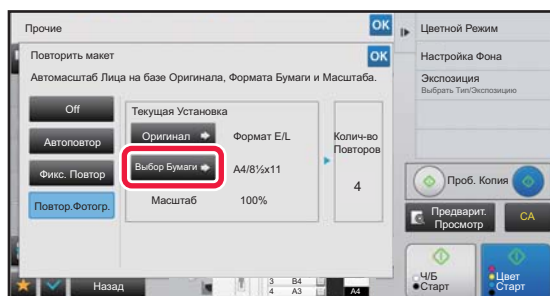 Прочие
OK
Повторить макет
OK
Автомасштаб Лица на базе Оригинала, Формата Бумаги и Масштаба.
Off
Автоповтор
Фикс. Повтор
Повтор.Фотогр.
Текущая Установка
Оригинал
Формат E/L
Выбор Бумаги
A4/8½x11
Масштаб
100%
Колич-во
Повторов
4
Назад
3 B4
4 A3
A4
Цветной Режим
Настройка Фона
Экспозиция
Выбрать Тип/Экспозицию
Проб. Копия
Предварит.
Просмотр
CA
Ч/Б
Старт
Цвет
Старт